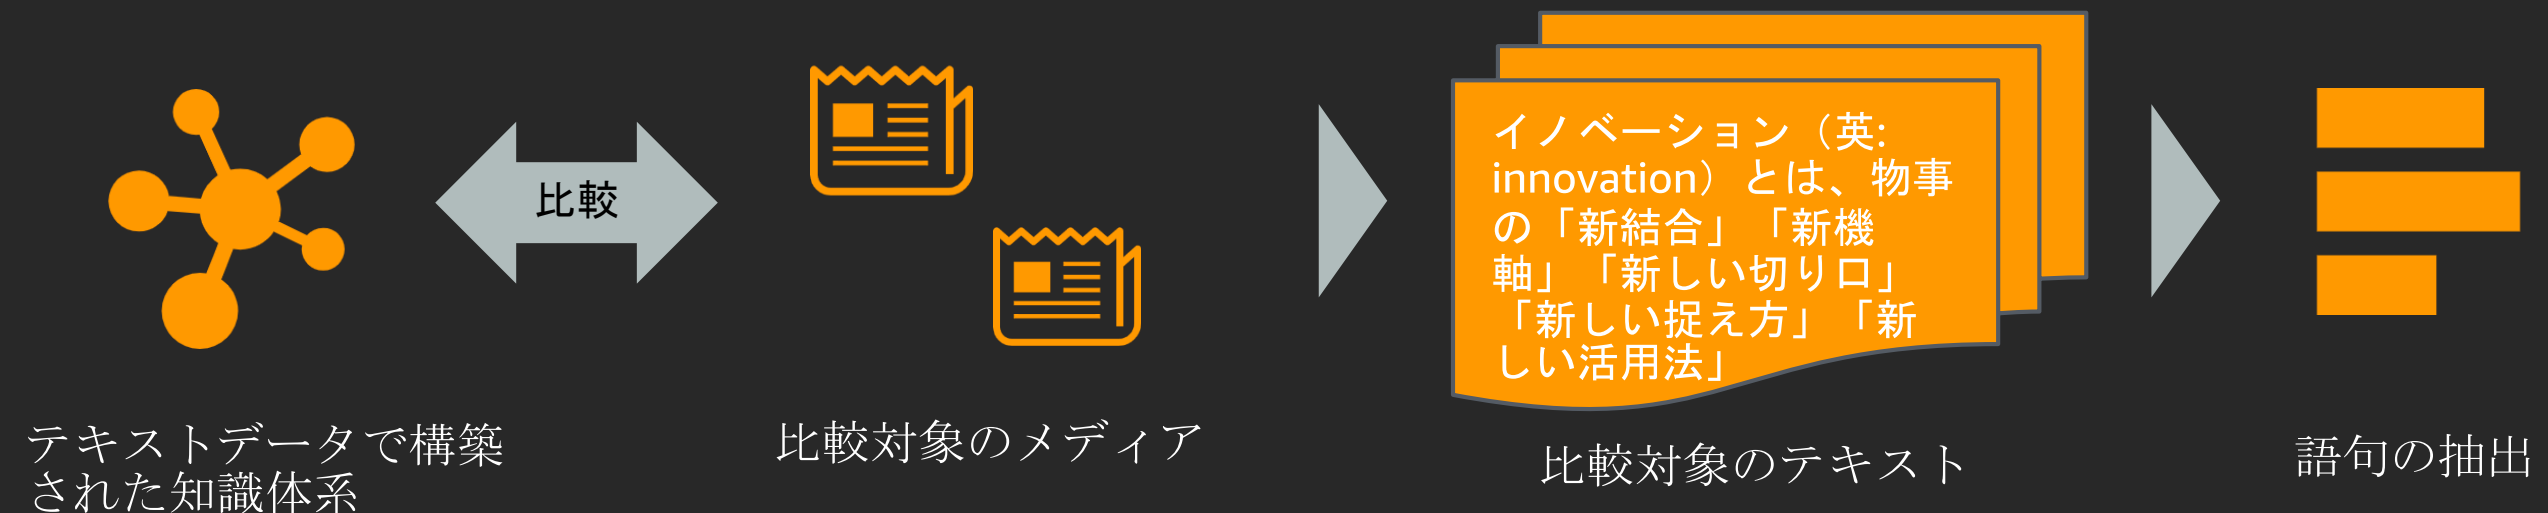 比較
イノベーション（英:
innovation）とは、物事
の「新結合」「新機
軸」「新しい切り口」
「新しい捉え方」「新
しい活用法」
テキストデータで構築
された知識体系
比較対象のメディア
比較対象のテキスト
語句の抽出